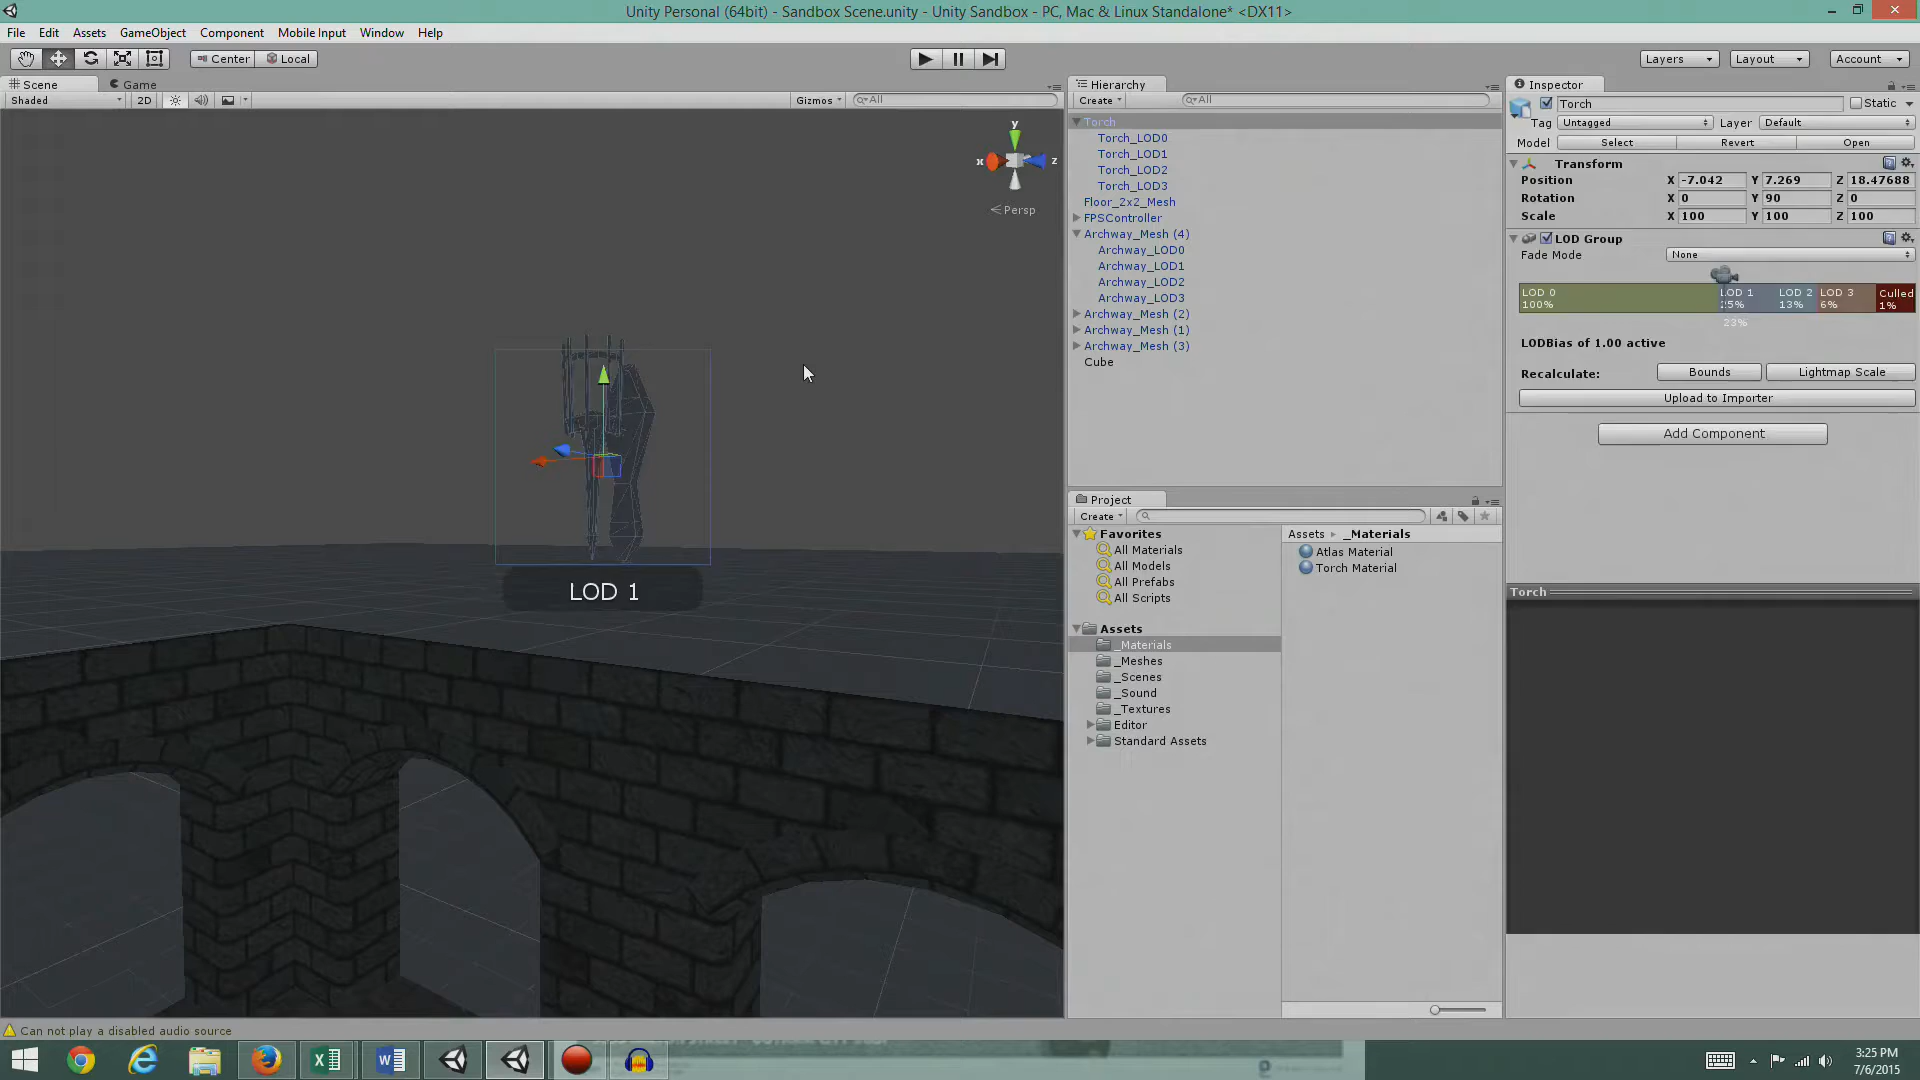 Unity Personal (64bit) - Sandbox Scene.unity - Unity Sandbox - PC, Mac & Linux Standalone* <DX11>
File Edit Assets GameObject Component Mobile Input Window Help
Center Local
Layers Layout Account
Scene Game
Shaded 2D Gizmos All
y
x z
Persp
LOD 1
Hierarchy
Create All
Torch
Torch_LOD0
Torch_LOD1
Torch_LOD2
Torch_LOD3
Floor_2x2_Mesh
FPSController
Archway_Mesh (4)
Archway_LOD0
Archway_LOD1
Archway_LOD2
Archway_LOD3
Archway_Mesh (2)
Archway_Mesh (1)
Archway_Mesh (3)
Cube
Project
Create
Favorites
All Materials
All Models
All Prefabs
All Scripts
Assets
_Materials
_Meshes
_Scenes
_Sound
_Textures
Editor
Standard Assets
Assets _Materials
Atlas Material
Torch Material
Inspector
Torch Static
Tag Untagged Layer Default
Model Select Revert Open
Transform
Position X -7.042 Y 7.269 Z 18.47688
Rotation X 0 Y 90 Z 0
Scale X 100 Y 100 Z 100
LOD Group
Fade Mode None
LOD 0 LOD 1 LOD 2 LOD 3 Culled
100% 13% 6% 1%
23%
LODBias of 1.00 active
Recalculate: Bounds Lightmap Scale
Upload to Importer
Add Component
Torch
Can not play a disabled audio source
3:25 PM
7/6/2015